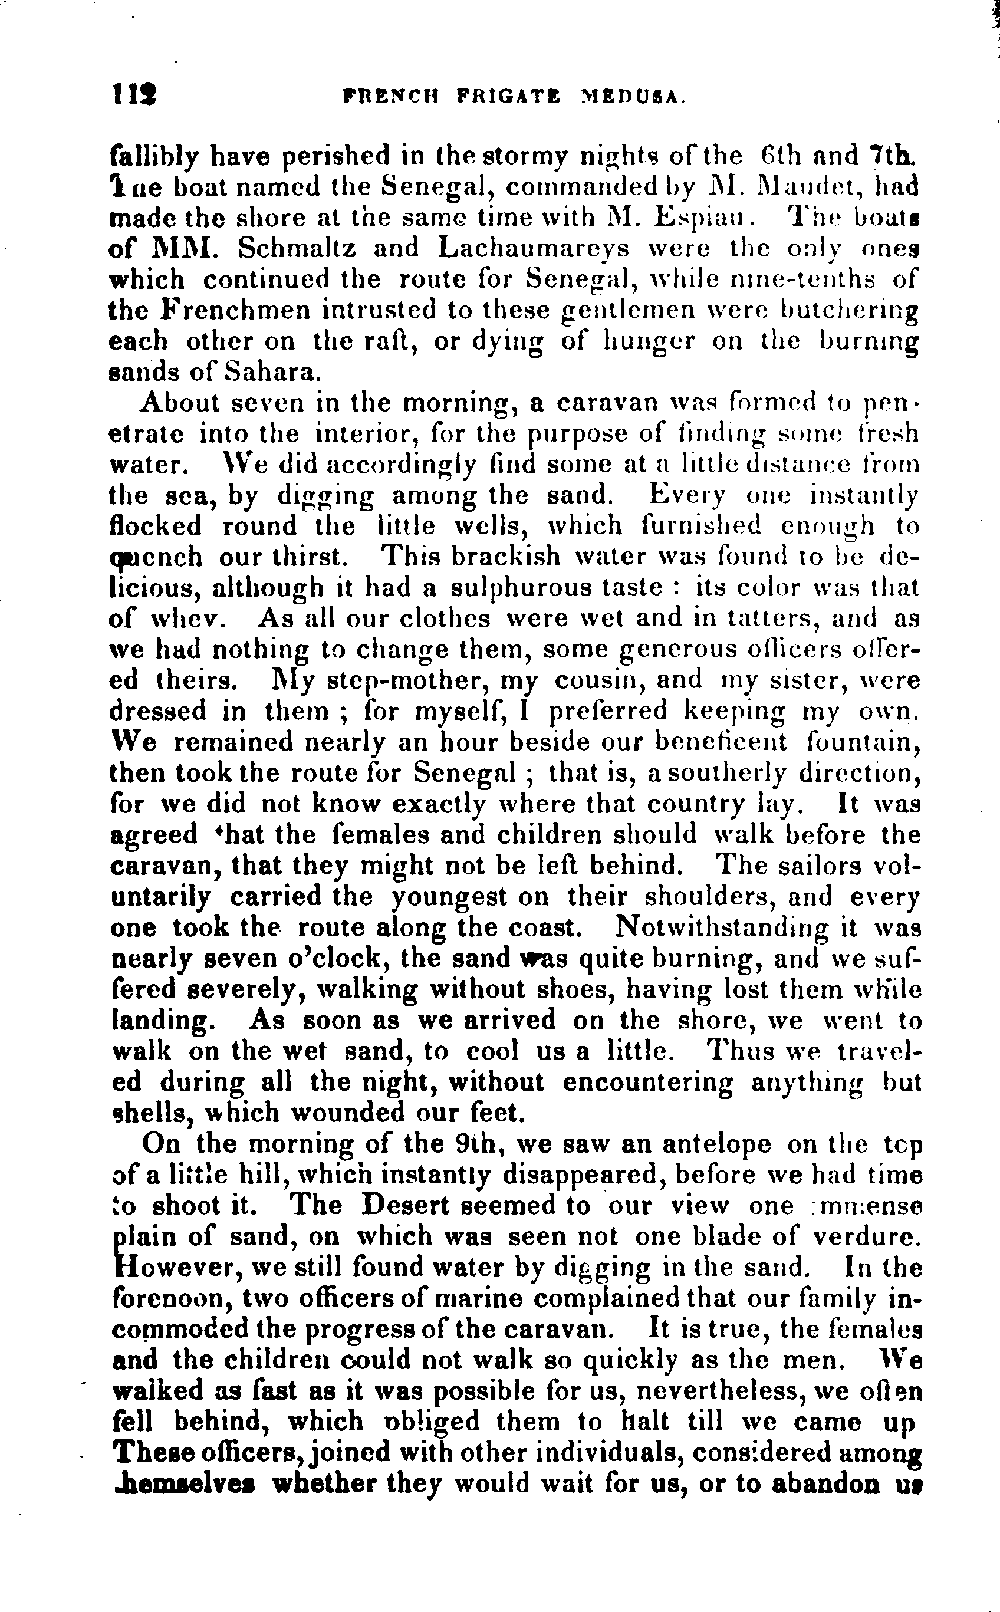 112 FRENCH FRIGATE MEDUSA.
fallibly have perished in the stormy nights of the 6th and 7th.
The boat named the Senegal, commanded by M. Maudet, had
made the shore at the same time with M. Espiau. The boats
of MM. Schmaltz and Lachaumareys were the only ones
which continued the route for Senegal, while nine-tenths of
the Frenchmen intrusted to these gentlemen were butchering
each other on the raft, or dying of hunger on the burning
sands of Sahara.
About seven in the morning, a caravan was formed to pen-
etrate into the interior, for the purpose of finding some fresh
water. We did accordingly find some at a little distance from
the sea, by digging among the sand. Every one instantly
flocked round the little wells, which furnished enough to
quench our thirst. This brackish water was found to be de-
licious, although it had a sulphurous taste : its color was that
of whey. As all our clothes were wet and in tatters, and as
we had nothing to change them, some generous officers offer-
ed theirs. My step-mother, my cousin, and my sister, were
dressed in them ; for myself, I preferred keeping my own.
We remained nearly an hour beside our beneficent fountain,
then took the route for Senegal ; that is, a southerly direction,
for we did not know exactly where that country lay. It was
agreed that the females and children should walk before the
caravan, that they might not be left behind. The sailors vol-
untarily carried the youngest on their shoulders, and every
one took the route along the coast. Notwithstanding it was
nearly seven o'clock, the sand was quite burning, and we suf-
fered severely, walking without shoes, having lost them while
landing. As soon as we arrived on the shore, we went to
walk on the wet sand, to cool us a little. Thus we travel-
ed during all the night, without encountering anything but
shells, which wounded our feet.
On the morning of the 9th, we saw an antelope on the top
of a little hill, which instantly disappeared, before we had time
to shoot it. The Desert seemed to our view one immense
plain of sand, on which was seen not one blade of verdure.
However, we still found water by digging in the sand. In the
forenoon, two officers of marine complained that our family in-
commoded the progress of the caravan. It is true, the females
and the children could not walk so quickly as the men. We
walked as fast as it was possible for us, nevertheless, we often
fell behind, which obliged them to halt till we came up
These officers, joined with other individuals, considered among
themselves whether they would wait for us, or to abandon us